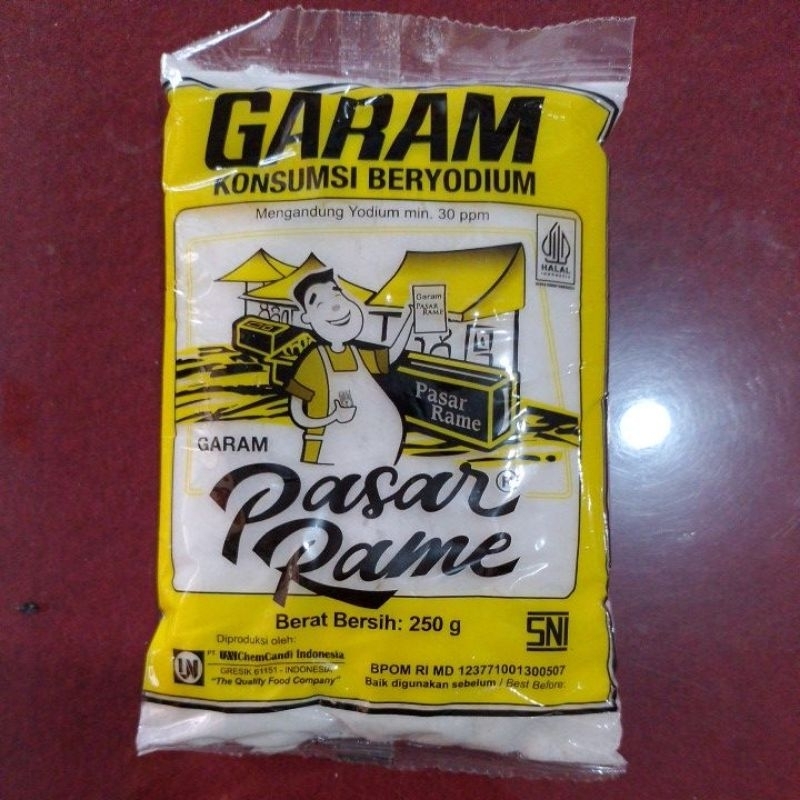 GARAM
KONSUMSI BERYODIUM
Mengandung Yodium min. 30 ppm
HALAL
INDONESIA
Garam
PASAR
RAME
Pasar
Rame
GARAM
Pasar ®
Rame
Berat Bersih: 250 g
SNI
Diproduksi oleh:
PT. UNIChemCandi Indonesia
GRESIK 61151 - INDONESIA
"The Quality Food Company"
BPOM RI MD 123771001300507
Baik digunakan sebelum / Best Before: